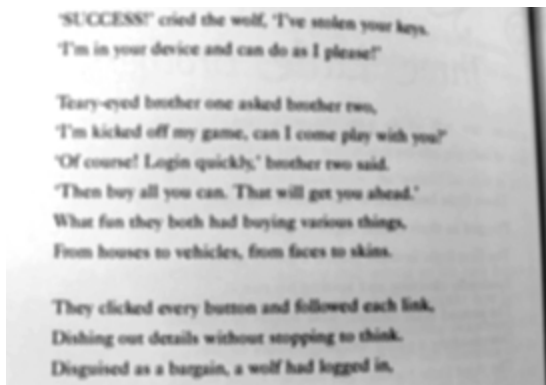 'SUCCESS!' cried the wolf, 'I've stolen your keys.
'I'm in your device and can do as I please!'
Teary-eyed brother one asked brother two,
'I'm kicked off my game, can I come play with you?'
'Of course! Login quickly,' brother two said.
'Then buy all you can. That will get you ahead.'
What fun they both had buying various things,
From houses to vehicles, from faces to skins.
They clicked every button and followed each link,
Dishing out details without stopping to think.
Disguised as a bargain, a wolf had logged in,